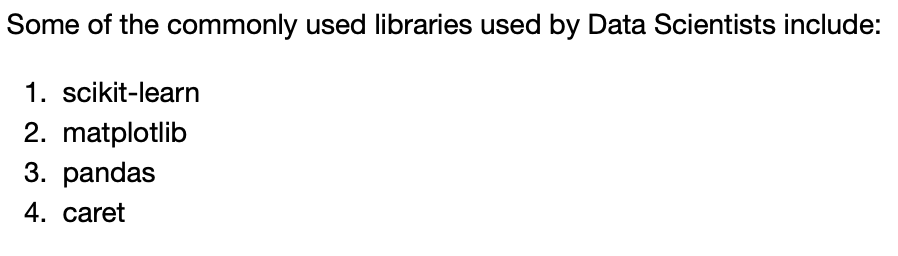 Some of the commonly used libraries used by Data Scientists include:
1. scikit-learn
2. matplotlib
3. pandas
4. caret